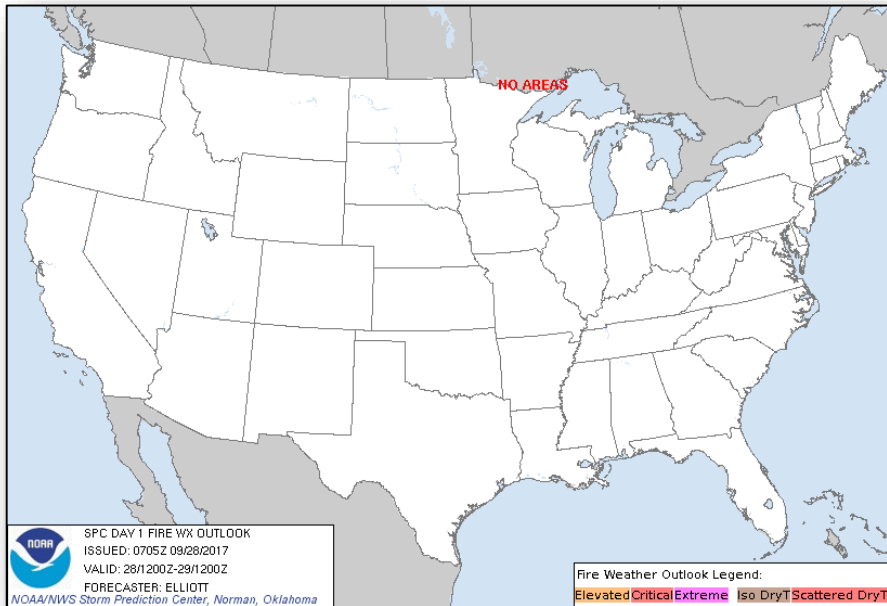 NO AREAS
NOAA
SPC DAY 1 FIRE WX OUTLOOK
ISSUED: 0705Z 09/28/2017
VALID: 28/1200Z-29/1200Z
FORECASTER: ELLIOTT
NOAA/NWS Storm Prediction Center, Norman, Oklahoma
Fire Weather Outlook Legend:
Elevated Critical Extreme Iso DryT Scattered DryT